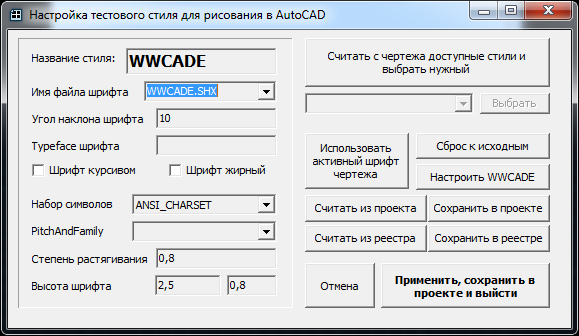 Настройка тестового стиля для рисования в AutoCAD
Название стиля:
WWCADE
Имя файла шрифта
WWCADE.SHX
Угол наклона шрифта
10
Typeface шрифта
Шрифт курсивом
Шрифт жирный
Набор символов
ANSI_CHARSET
PitchAndFamily
Степень растягивания
0,8
Высота шрифта
2,5
0,8
Считать с чертежа доступные стили и
выбрать нужный
Выбрать
Использовать
активный шрифт
чертежа
Сброс к исходным
Настроить WWCADE
Считать из проекта
Сохранить в проекте
Считать из реестра
Сохранить в реестре
Отмена
Применить, сохранить в
проекте и выйсти